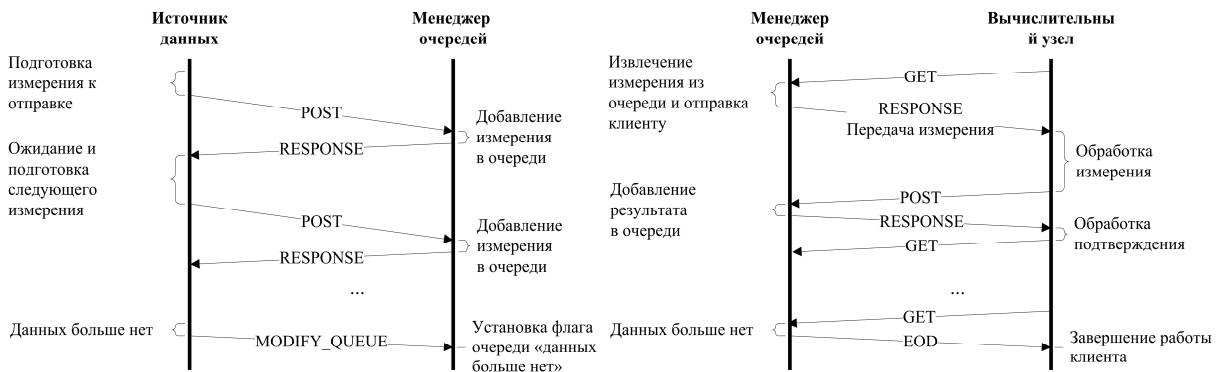 Источник
данных
Менеджер
очередей
Подготовка
измерения к
отправке
POST
Добавление
измерения
в очереди
RESPONSE
Ожидание и
подготовка
следующего
измерения
POST
Добавление
измерения
в очереди
RESPONSE
...
Данных больше нет
MODIFY_QUEUE
Установка флага
очереди «данных
больше нет»
Менеджер
очередей
Вычислительны
й узел
Извлечение
измерения из
очереди и отправка
клиенту
GET
RESPONSE
Передача измерения
Обработка
измерения
POST
Добавление
результата
в очереди
RESPONSE
Обработка
подтверждения
GET
...
GET
Данных больше нет
EOD
Завершение работы
клиента